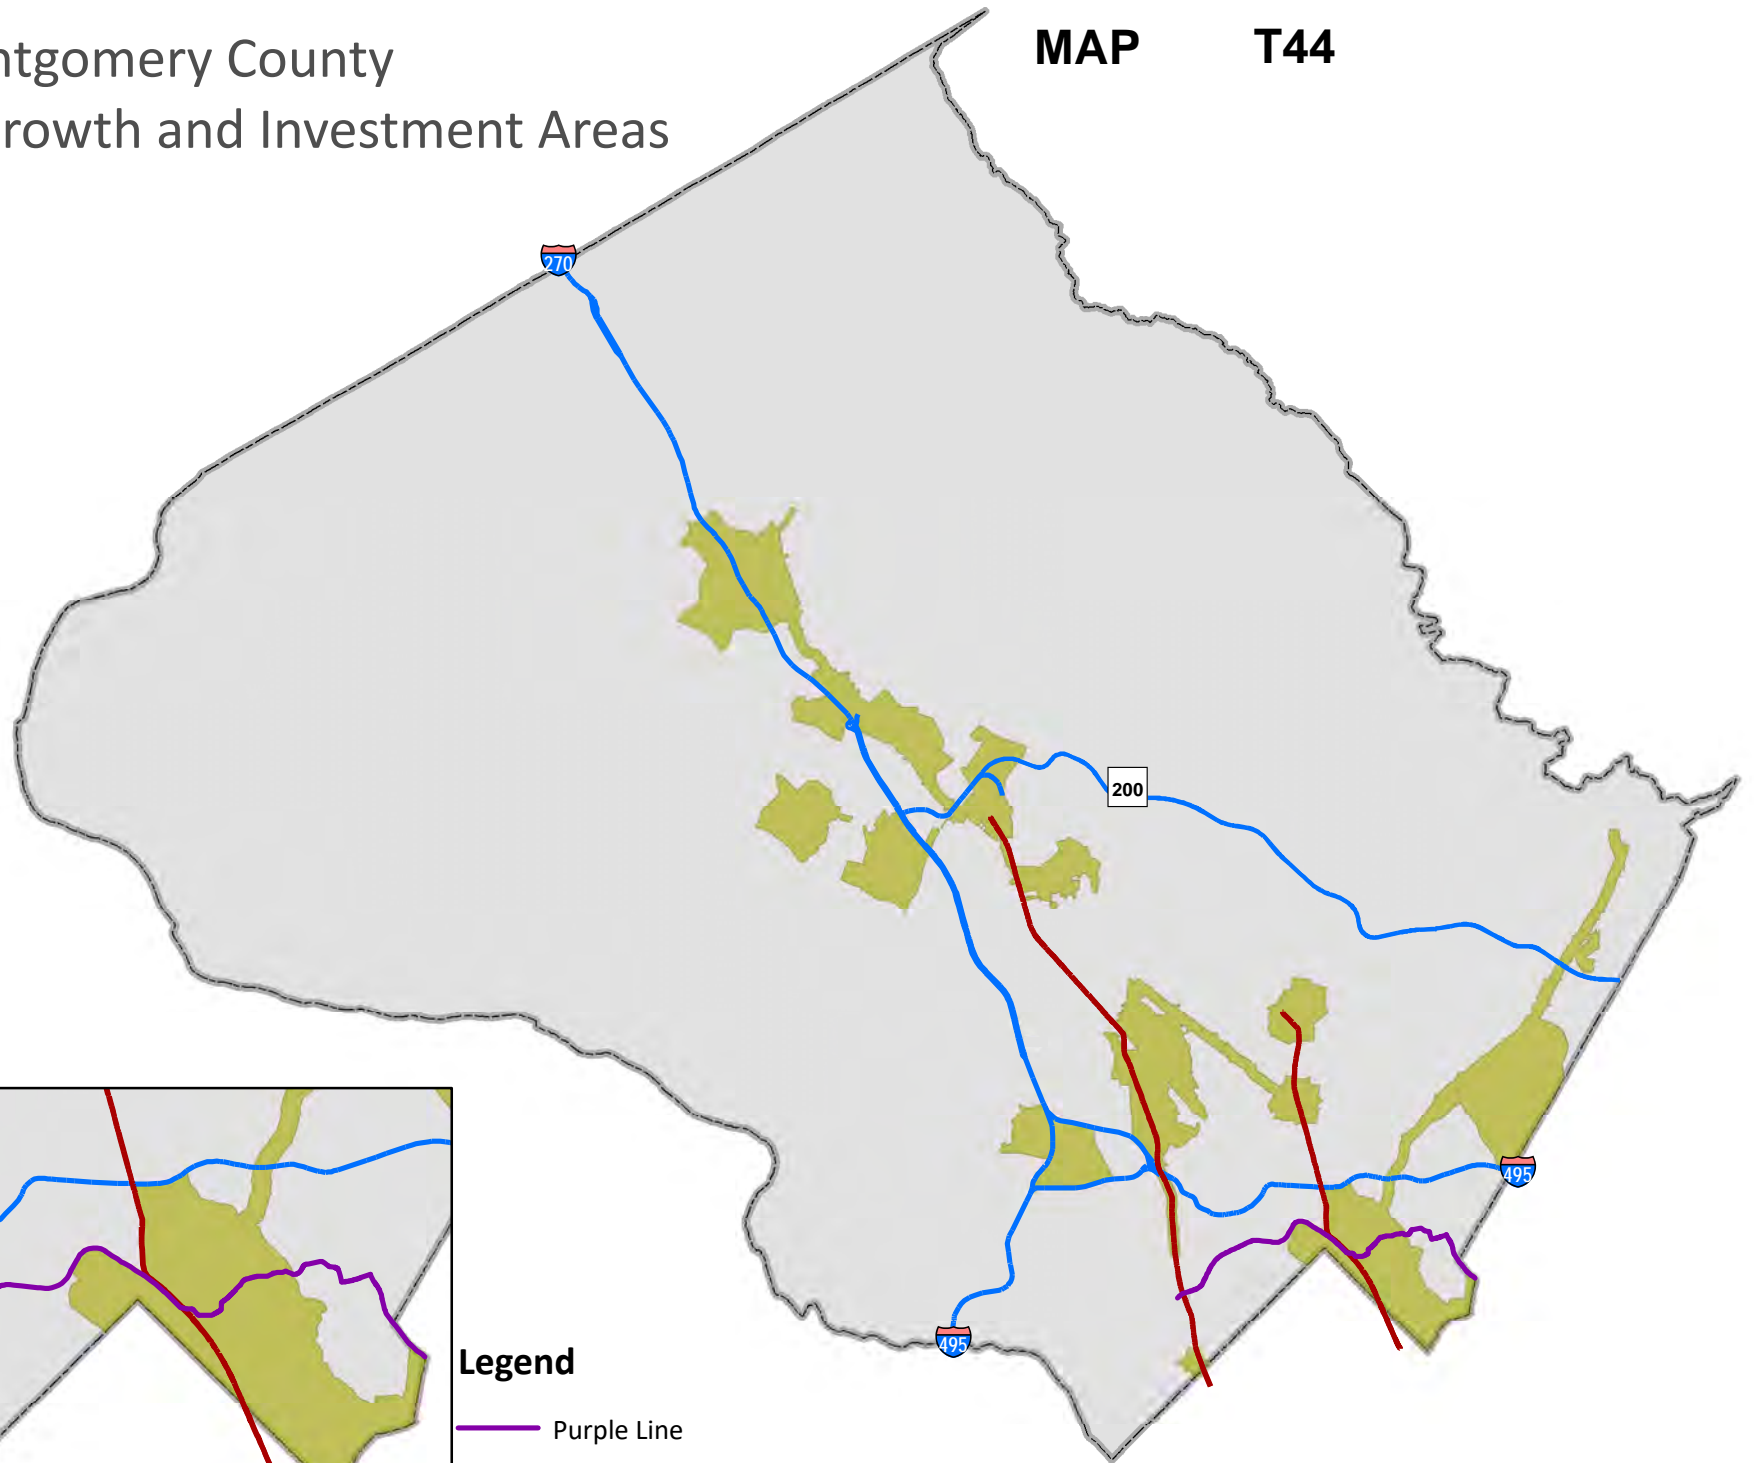 ntgomery County
MAP T44
rowth and Investment Areas
270
200
495
495
Legend
Purple Line